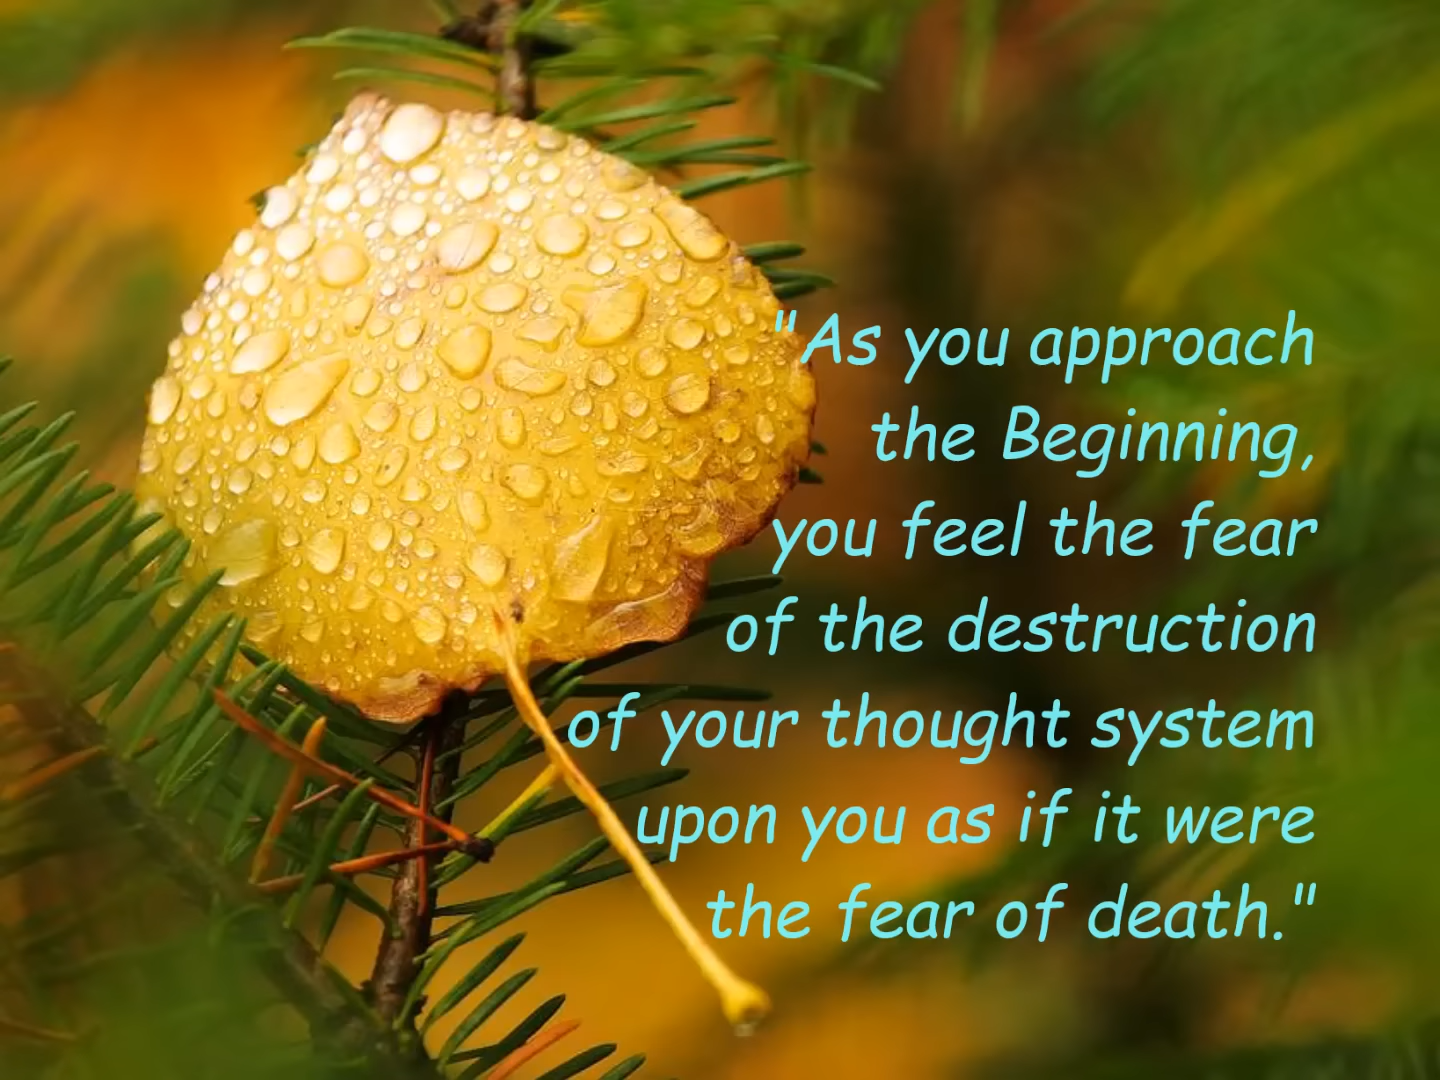 "As you approach
the Beginning,
you feel the fear
of the destruction
of your thought system
upon you as if it were
the fear of death."